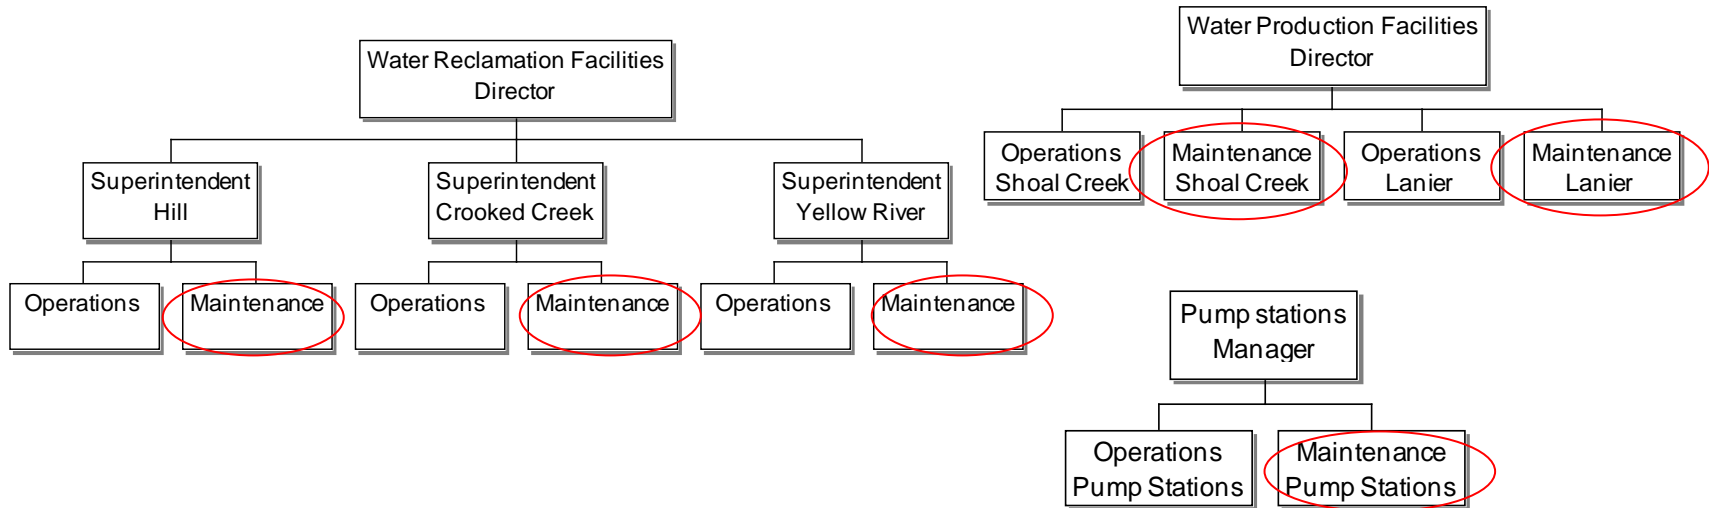 Water Reclamation Facilities
Director
Superintendent
Hill
Superintendent
Crooked Creek
Superintendent
Yellow River
Operations
Maintenance
Operations
Maintenance
Operations
Maintenance
Water Production Facilities
Director
Operations
Shoal Creek
Maintenance
Shoal Creek
Operations
Lanier
Maintenance
Lanier
Pump stations
Manager
Operations
Pump Stations
Maintenance
Pump Stations